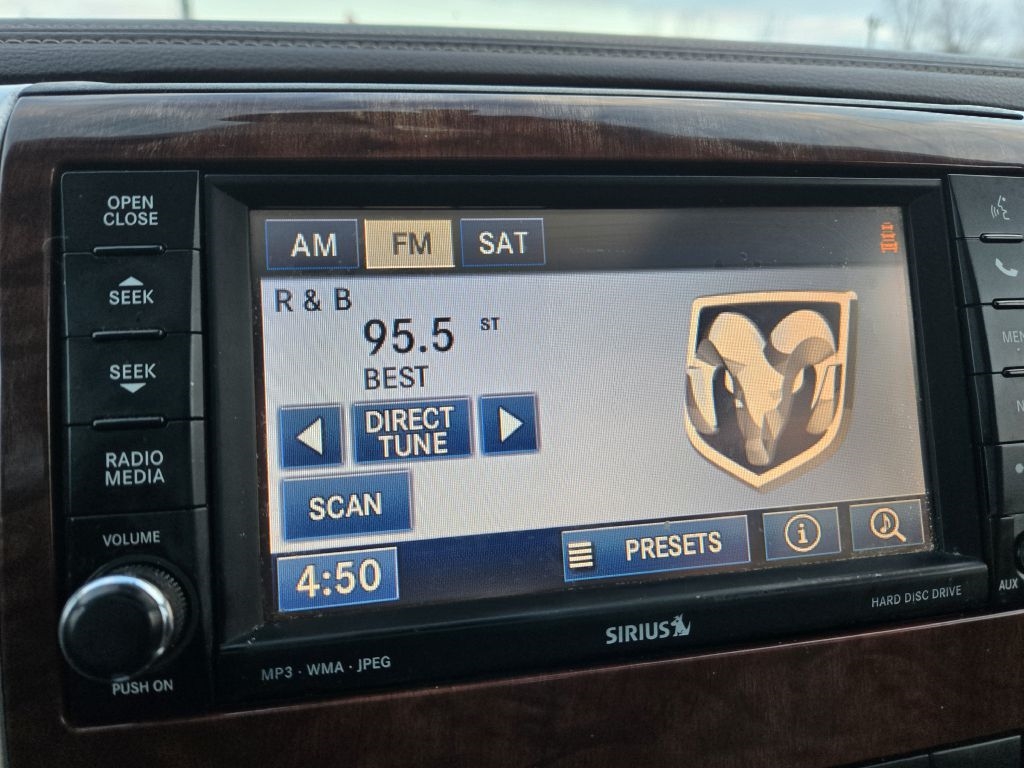 OPEN
CLOSE
SEEK
SEEK
RADIO
MEDIA
VOLUME
PUSH ON
AM
FM
SAT
R & B
95.5 ST
BEST
DIRECT
TUNE
SCAN
4:50
PRESETS
i
SIRIUS
HARD DISC DRIVE
MP3 · WMA · JPEG
AUX